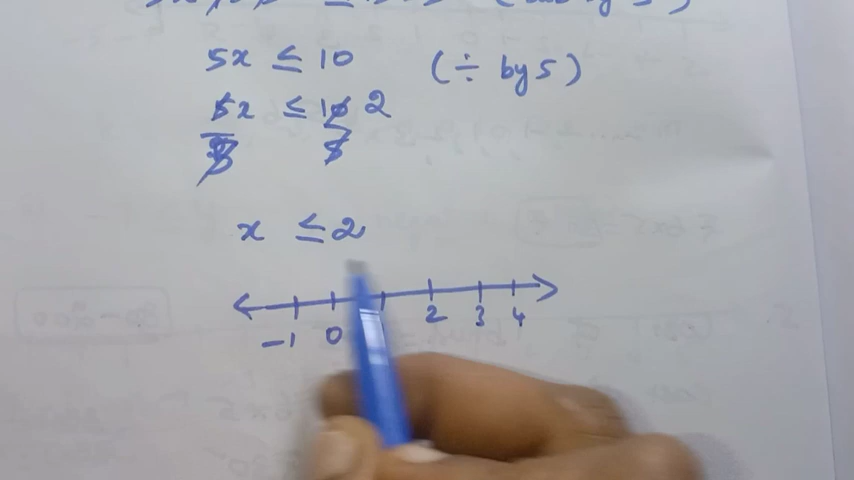 5x ≤ 10 (÷ by 5)
5x ≤ 10 2
5 5
x ≤ 2
-1 0 2 3 4